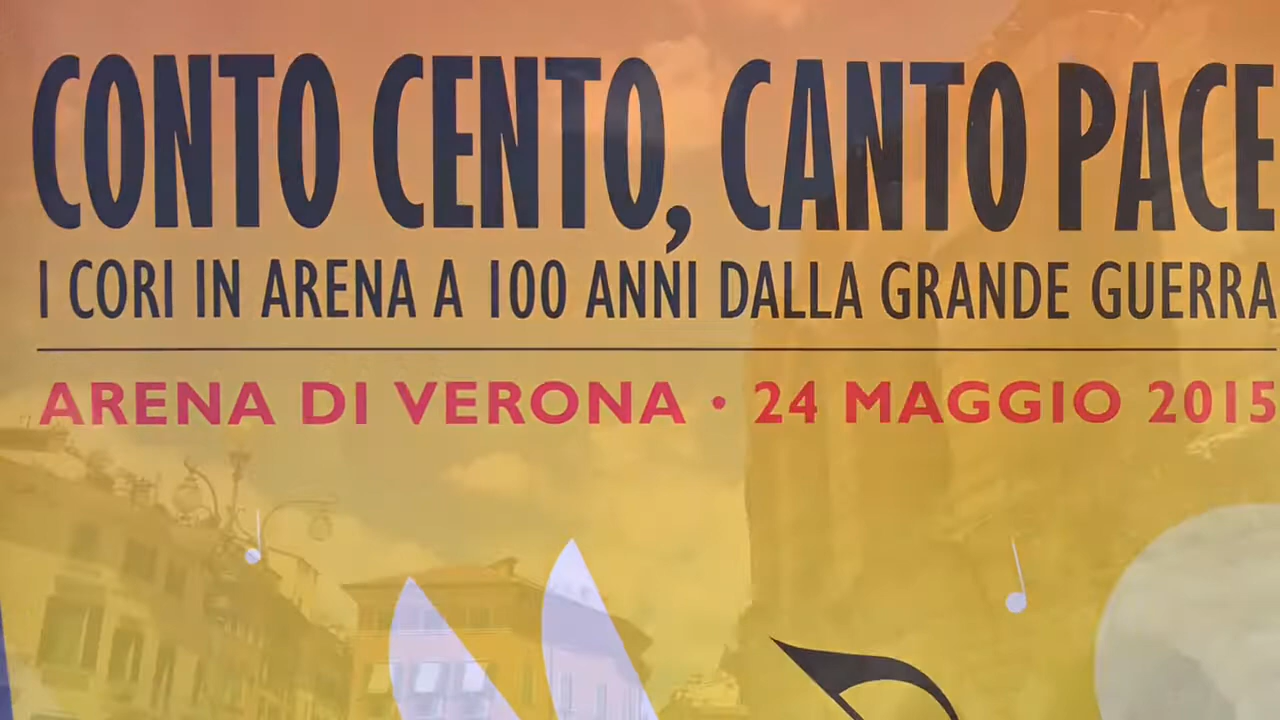 CONTO CENTO, CANTO PACE
I CORI IN ARENA A 100 ANNI DALLA GRANDE GUERRA
ARENA DI VERONA • 24 MAGGIO 2015